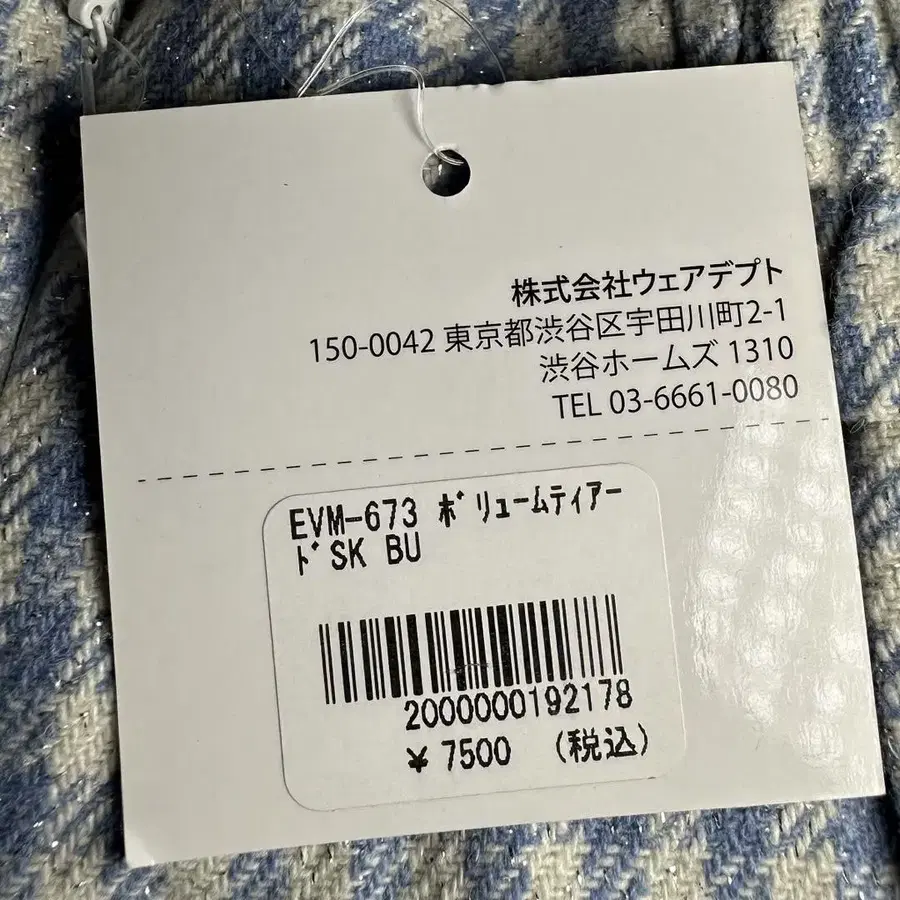 株式会社ウェアデプト
150-0042 東京都渋谷区宇田川町2-1
渋谷ホームズ 1310
TEL 03-6661-0080
EVM-673 ﾎﾞﾘｭｰﾑﾃｨｱｰ
ﾄﾞSK BU
2000000192178
¥ 7500 (税込)